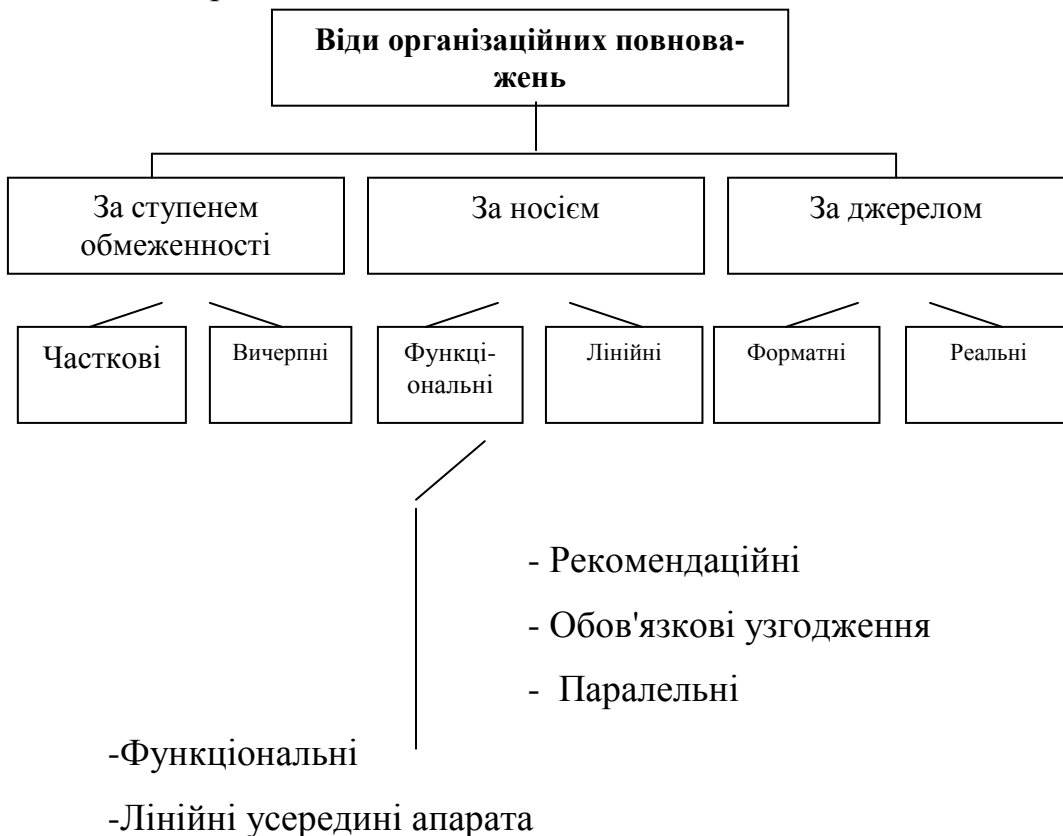 Віди організаційних повнова-
жень
За ступенем
обмеженності
За носієм
За джерелом
Часткові
Вичерпні
Функці-
ональні
Лінійні
Форматні
Реальні
- Рекомендаційні
- Обов'язкові узгодження
- Паралельні
-Функціональні
-Лінійні усередині апарата